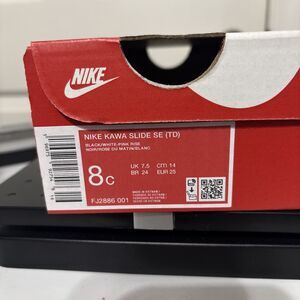 NIKE
NIKE KAWA SLIDE SE (TD)
BLACK/WHITE-PINK RISE
NOIR/ROSE DU MATIN/BLANC
8C
UK 7.5 CM 14
BR 24 EUR 25
FJ2886 001